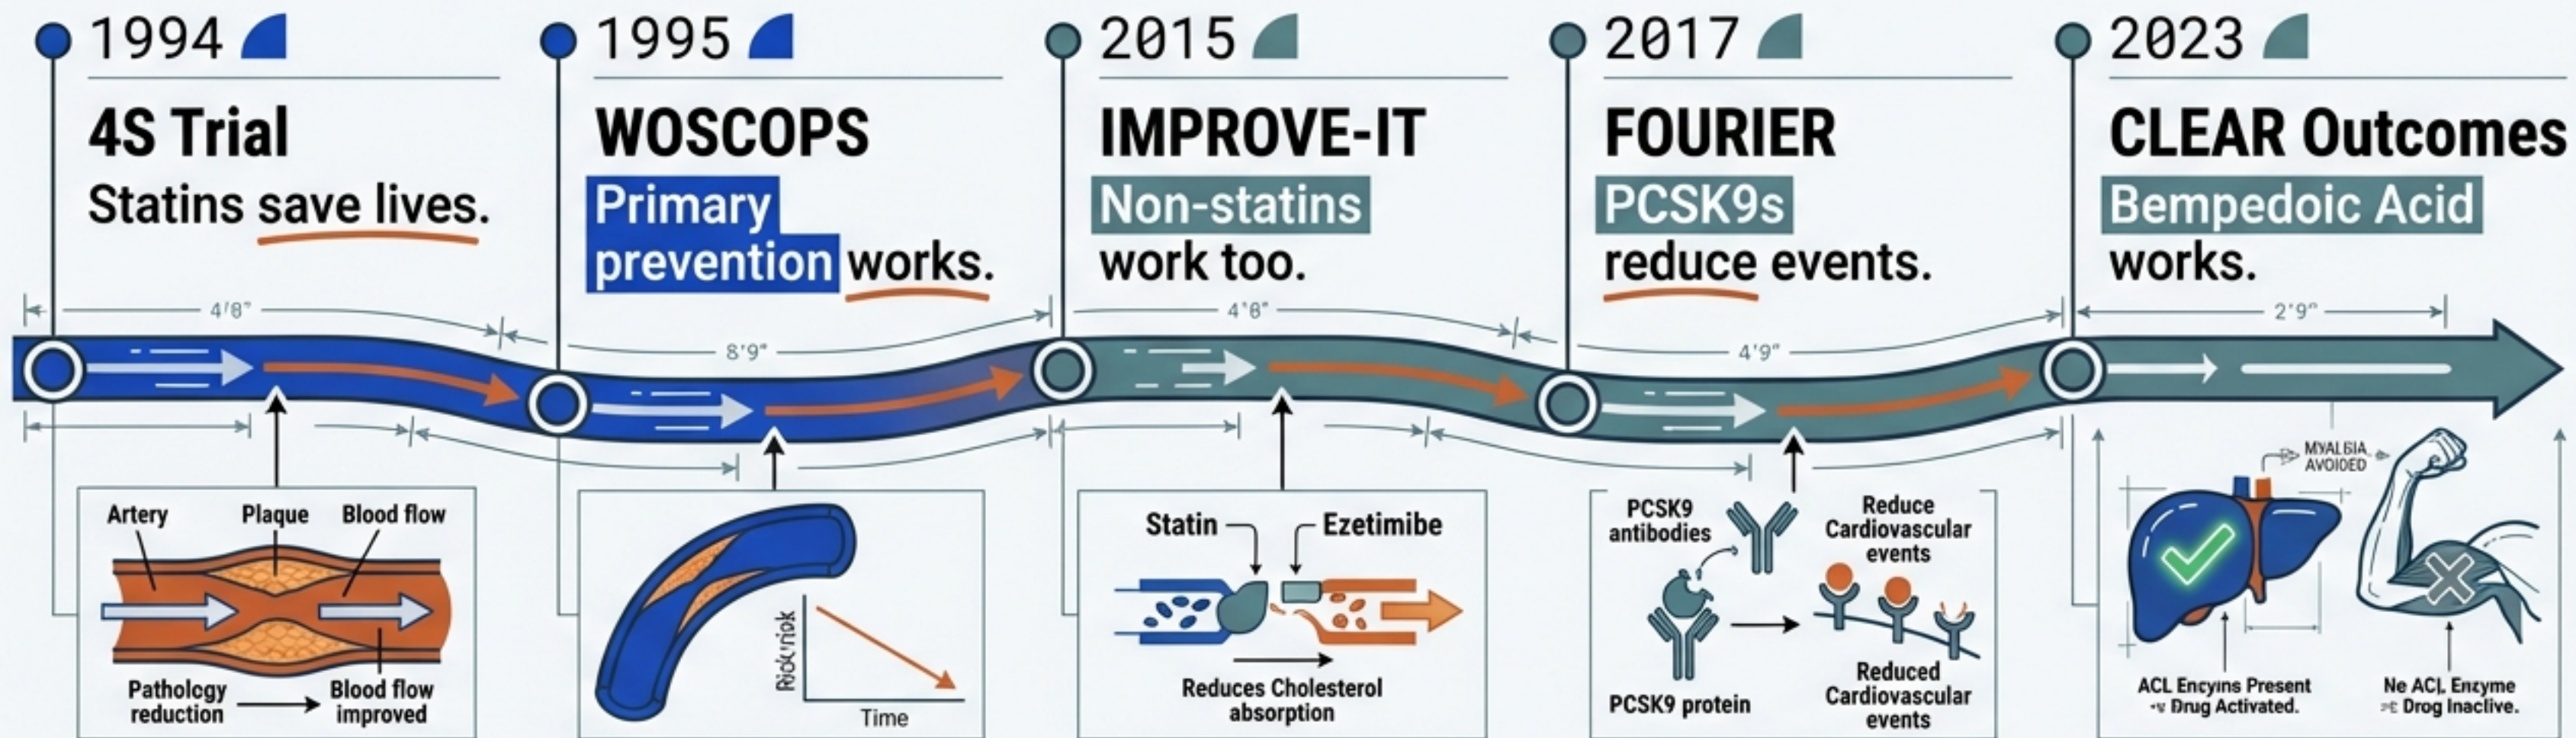 1994
4S Trial
Statins save lives.
1995
WOSCOPS
Primary
prevention works.
2015
IMPROVE-IT
Non-statins
work too.
2017
FOURIER
PCSK9s
reduce events.
2023
CLEAR Outcomes
Bempedoic Acid
works.
4'8"
8'9"
4'8"
4'9"
2'9"
Artery
Plaque
Blood flow
Pathology
reduction
Blood flow
improved
Time
Statin
Ezetimibe
Reduces Cholesterol
absorption
PCSK9
antibodies
Reduce
Cardiovascular
events
PCSK9 protein
Reduced
Cardiovascular
events
MYALGIA
AVOIDED
ACL Encyins Present
Drug Activated.
Ne ACL Enzyme
Drog Inaclive.